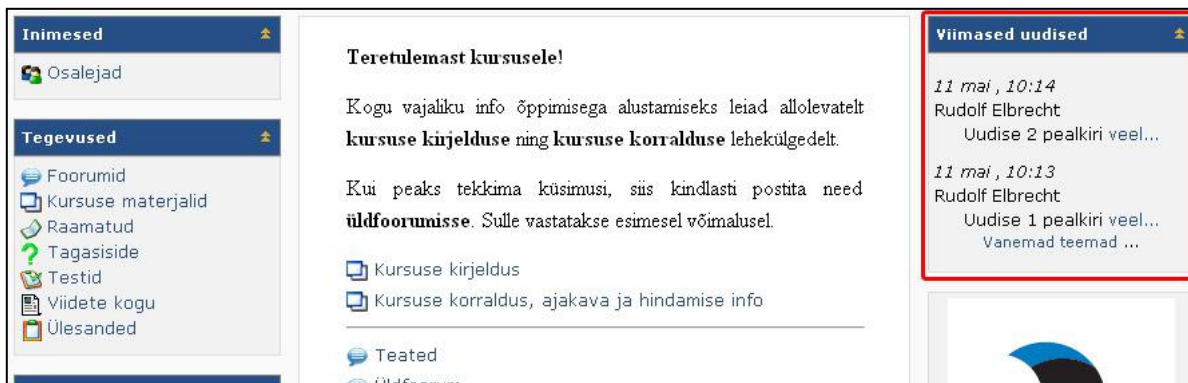 Inimesed
Osalejad
Tegevused
Foorumid
Kursuse materjalid
Raamatud
Tagasiside
Testid
Viidete kogu
Ülesanded
Teretulemast kursusele!
Kogu vajaliku info õppimisega alustamiseks leiad allolevatelt
kursuse kirjelduse ning kursuse korralduse lehekülgedelt.
Kui peaks tekkima küsimusi, siis kindlasti postita need
üldfoorumisse. Sulle vastatakse esimesel võimalusel.
Kursuse kirjeldus
Kursuse korraldus, ajakava ja hindamise info
Teated
Üldfoorum
Viimased uudised
11 mai , 10:14
Rudolf Elbrecht
Uudise 2 pealkiri veel...
11 mai , 10:13
Rudolf Elbrecht
Uudise 1 pealkiri veel...
Vanemad teemad ...